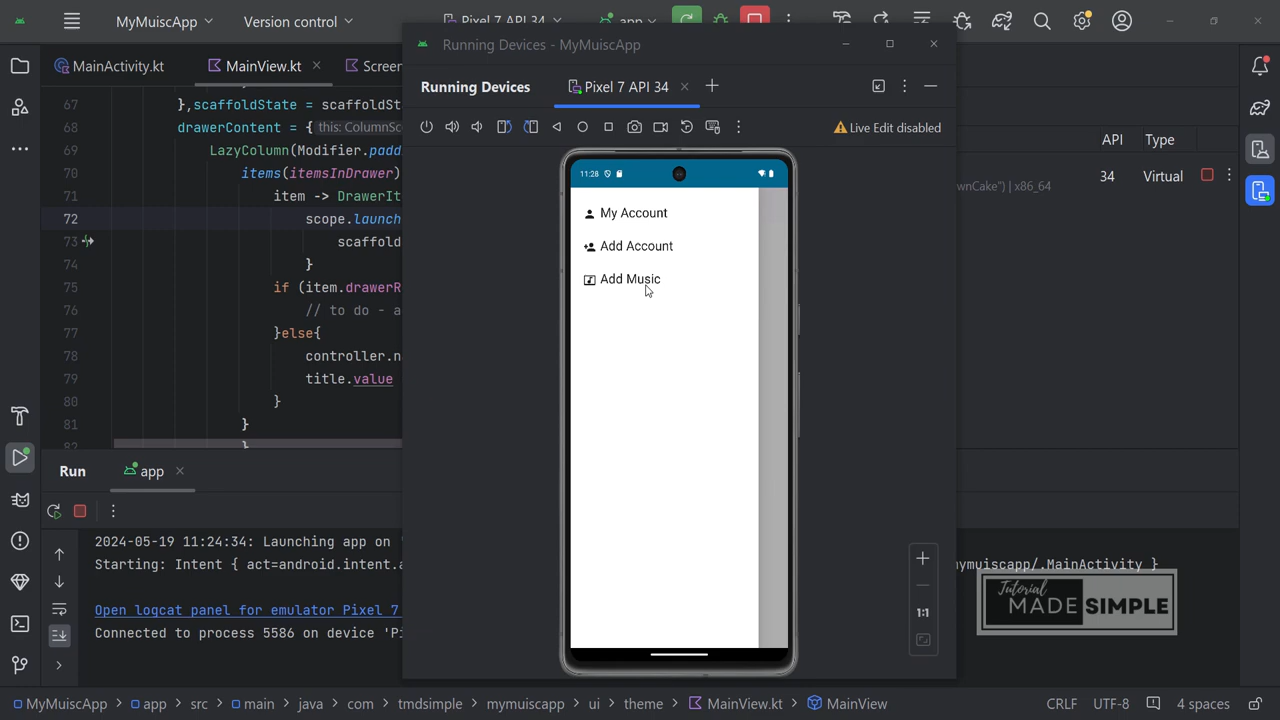 MyMuiscApp
Version control
Pixel 7 API 34
app
MainActivity.kt
MainView.kt
Screen
Running Devices - MyMuiscApp
Running Devices
Pixel 7 API 34
Live Edit disabled
API
Type
34
Virtual
wnCake") | x86_64
67 },scaffoldState = scaffoldSt
68 drawerContent = { this: ColumnSc
69 LazyColumn(Modifier.padd
70 items(itemsInDrawer)
71 item -> DrawerIt
72 scope.launch
73 scaffold
74 }
75 if (item.drawerR
76 // to do - a
77 }else{
78 controller.n
79 title.value
80 }
81 }
82 }
11:28
My Account
Add Account
Add Music
1:1
Run
app
2024-05-19 11:24:34: Launching app on '
Starting: Intent { act=android.intent.a
mymuiscapp/.MainActivity }
Open logcat panel for emulator Pixel 7
Connected to process 5586 on device 'Pi
Tutorial
MADE SIMPLE
MyMuiscApp
app
src
main
java
com
tmdsimple
mymuiscapp
ui
theme
MainView.kt
MainView
CRLF
UTF-8
4 spaces